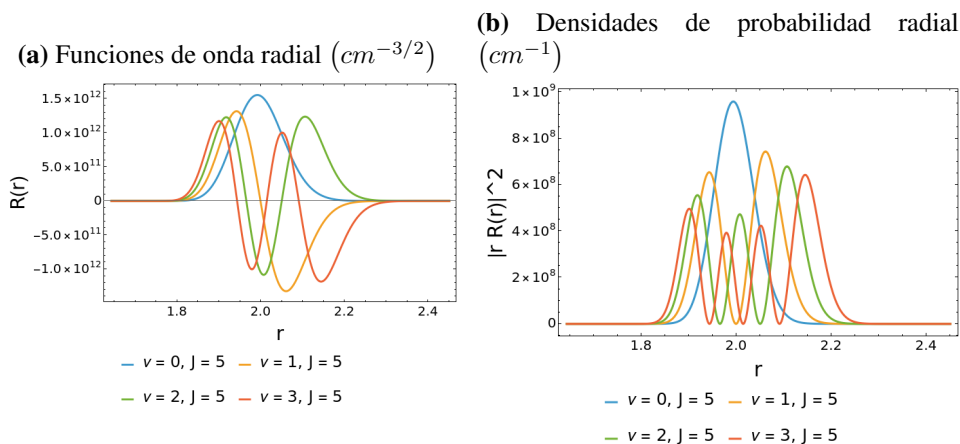 (a) Funciones de onda radial (cm^{-3/2})
1.5×10^12
1.0×10^12
5.0×10^11
0
−5.0×10^11
−1.0×10^12
R(r)
1.8 2.0 2.2 2.4
r
v = 0, J = 5 v = 1, J = 5
v = 2, J = 5 v = 3, J = 5
(b) Densidades de probabilidad radial
(cm^{-1})
1×10^9
8×10^8
6×10^8
4×10^8
2×10^8
0
|r R(r)|^2
1.8 2.0 2.2 2.4
r
v = 0, J = 5 v = 1, J = 5
v = 2, J = 5 v = 3, J = 5